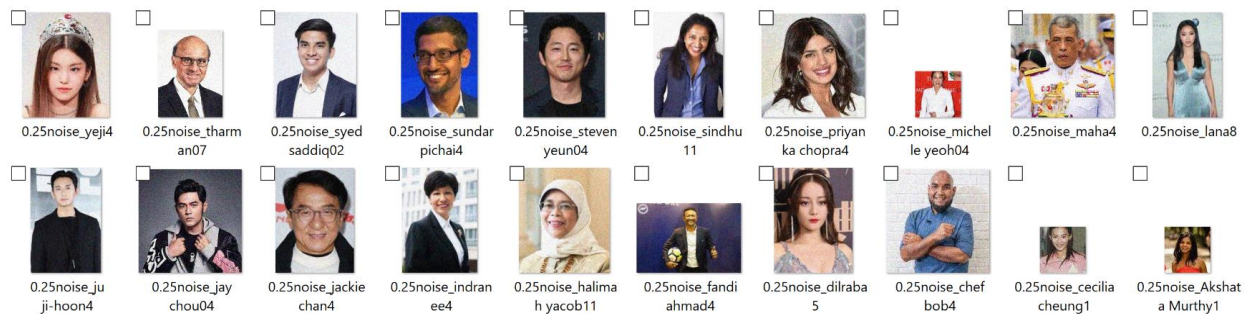 0.25noise_yeji4
0.25noise_tharm
an07
0.25noise_syed
saddiq02
0.25noise_sundar
pichai4
0.25noise_steven
yeun04
0.25noise_sindhu
11
0.25noise_priyan
ka chopra4
0.25noise_michel
le yeoh04
0.25noise_maha4
0.25noise_lana8
0.25noise_ju
ji-hoon4
0.25noise_jay
chou04
0.25noise_jackie
chan4
0.25noise_indran
ee4
0.25noise_halima
h yacob11
0.25noise_fandi
ahmad4
0.25noise_dilraba
5
0.25noise_chef
bob4
0.25noise_cecilia
cheung1
0.25noise_Akshat
a Murthy1